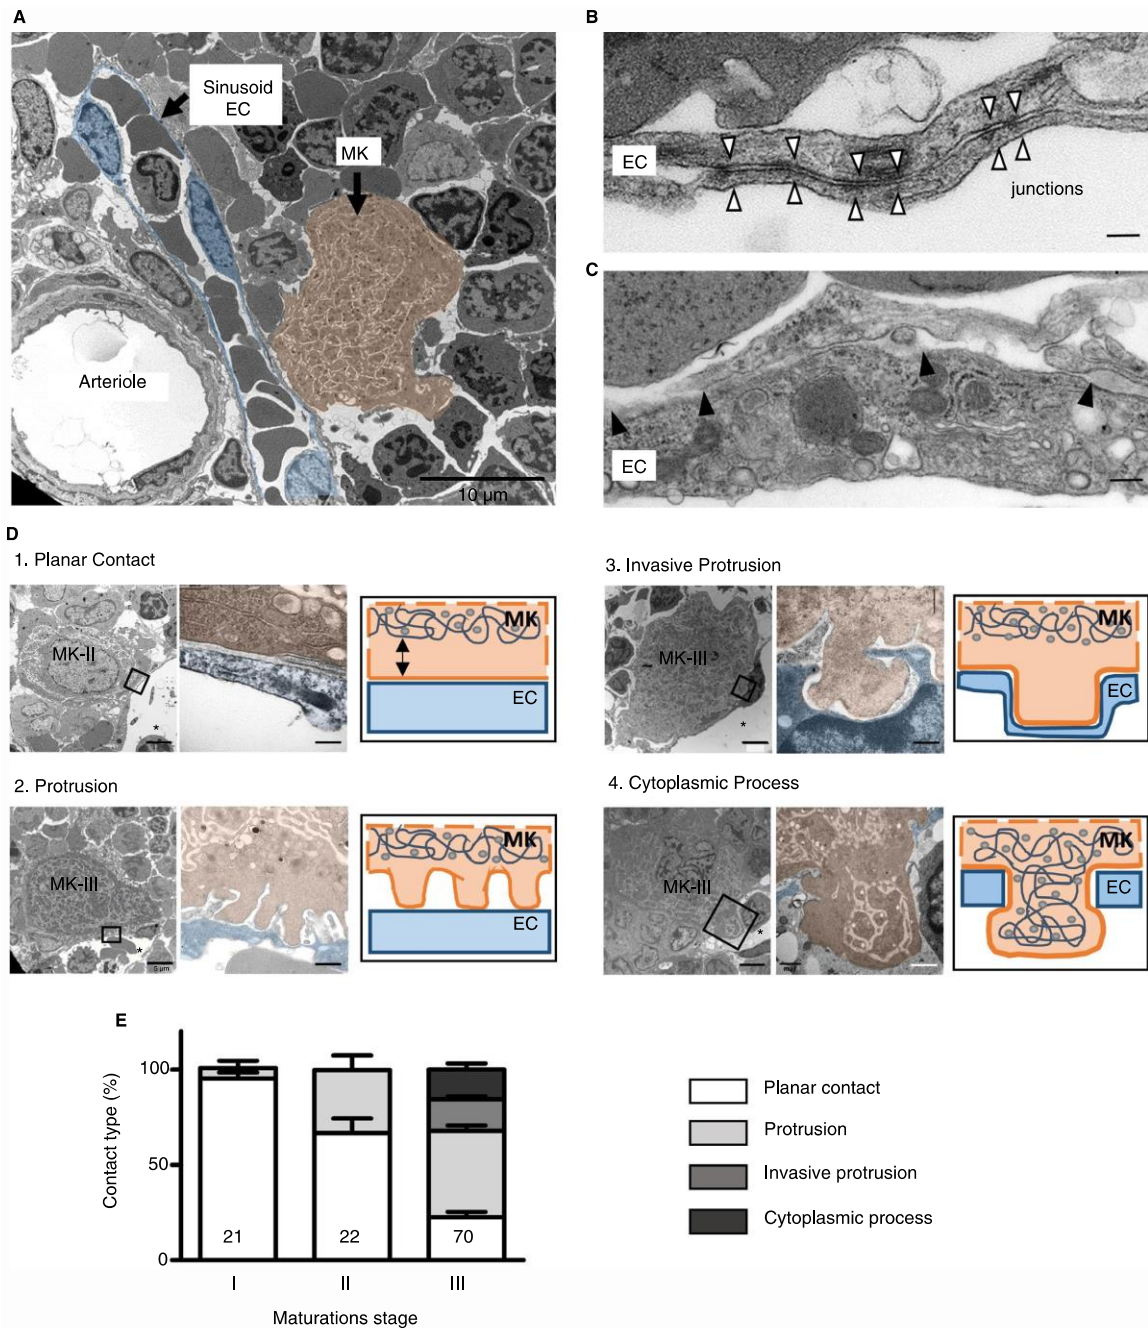 A
Sinusoid
EC
MK
Arteriole
10 µm
B
EC
junctions
C
EC
D
1. Planar Contact
MK-II
*
MK
EC
2. Protrusion
MK-III
*
5 µm
MK
EC
3. Invasive Protrusion
MK-III
*
MK
EC
4. Cytoplasmic Process
MK-III
*
MK
EC
E
Contact type (%)
100
50
0
21
22
70
I
II
III
Maturations stage
Planar contact
Protrusion
Invasive protrusion
Cytoplasmic process